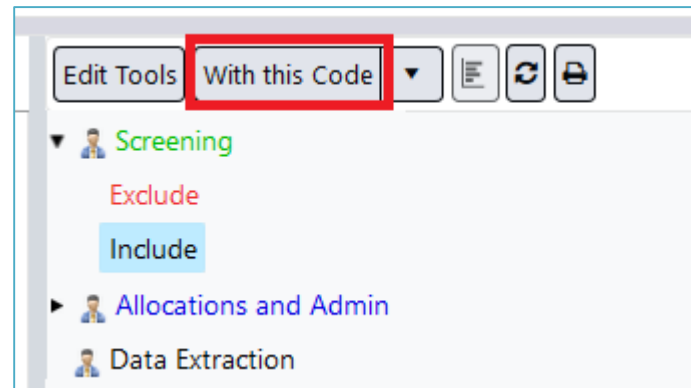 Edit Tools With this Code
Screening
Exclude
Include
Allocations and Admin
Data Extraction